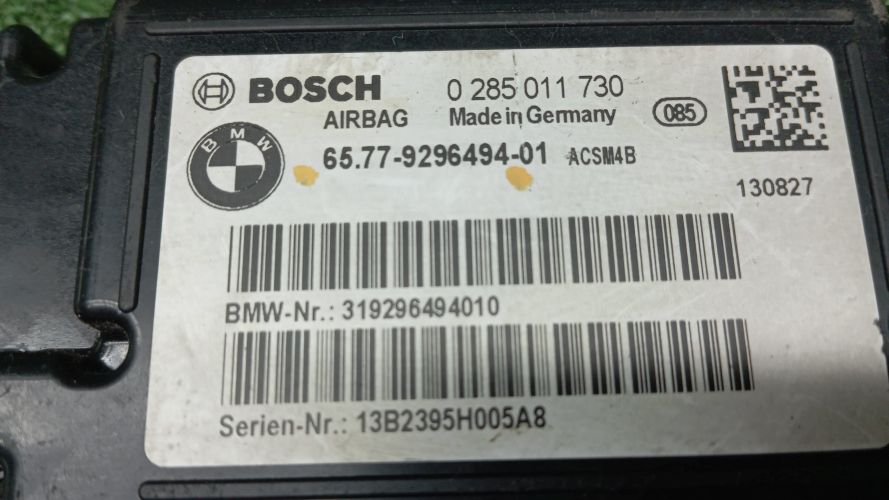 BOSCH 0 285 011 730
AIRBAG Made in Germany 085
BMW 65.77-9296494-01 ACSM4B
130827
BMW-Nr.: 319296494010
Serien-Nr.: 13B2395H005A8